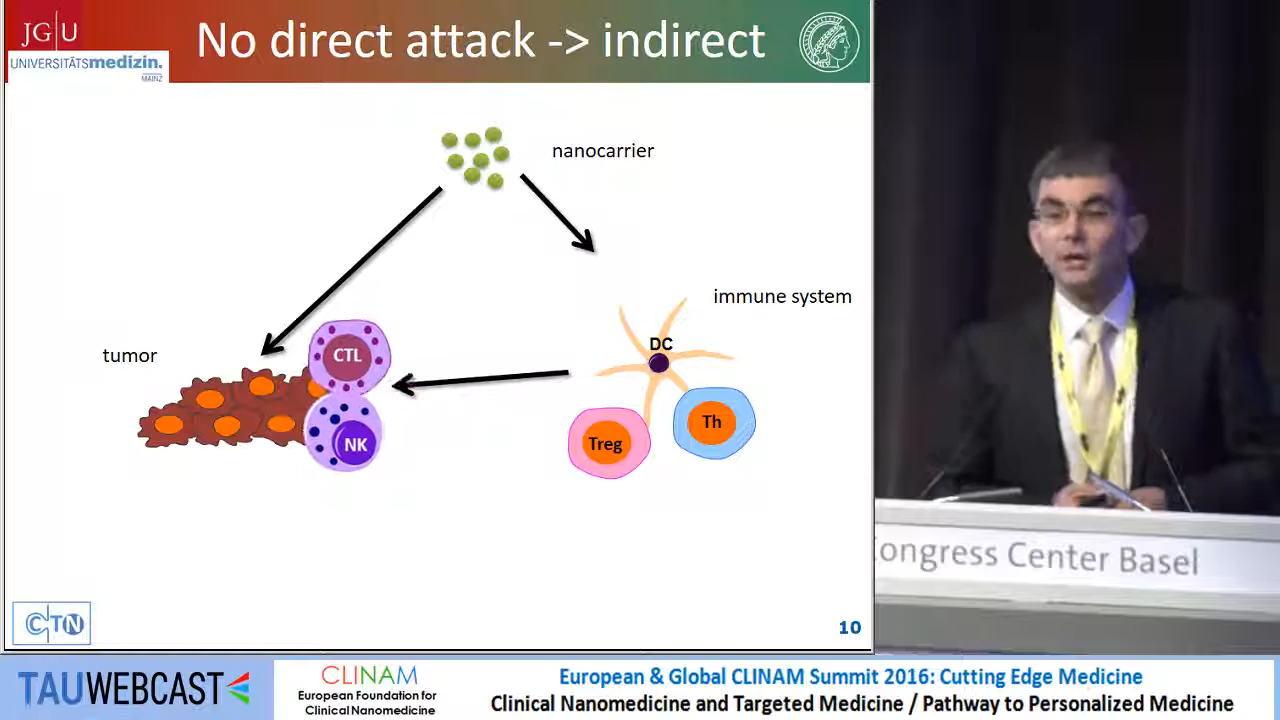 JG|U
UNIVERSITÄTSmedizin.
MAINZ
No direct attack -> indirect
nanocarrier
immune system
tumor
CTL
NK
DC
Treg
Th
CTN
10
ongress Center Basel
TAUWEBCAST
CLINAM
European Foundation for
Clinical Nanomedicine
European & Global CLINAM Summit 2016: Cutting Edge Medicine
Clinical Nanomedicine and Targeted Medicine / Pathway to Personalized Medicine